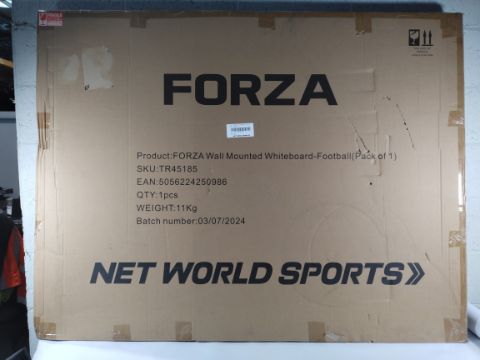 FORZA
Product:FORZA Wall Mounted Whiteboard-Football(Pack of 1)
SKU:TR45185
EAN:5056224250986
QTY:1pcs
WEIGHT:11Kg
Batch number:03/07/2024
NET WORLD SPORTS